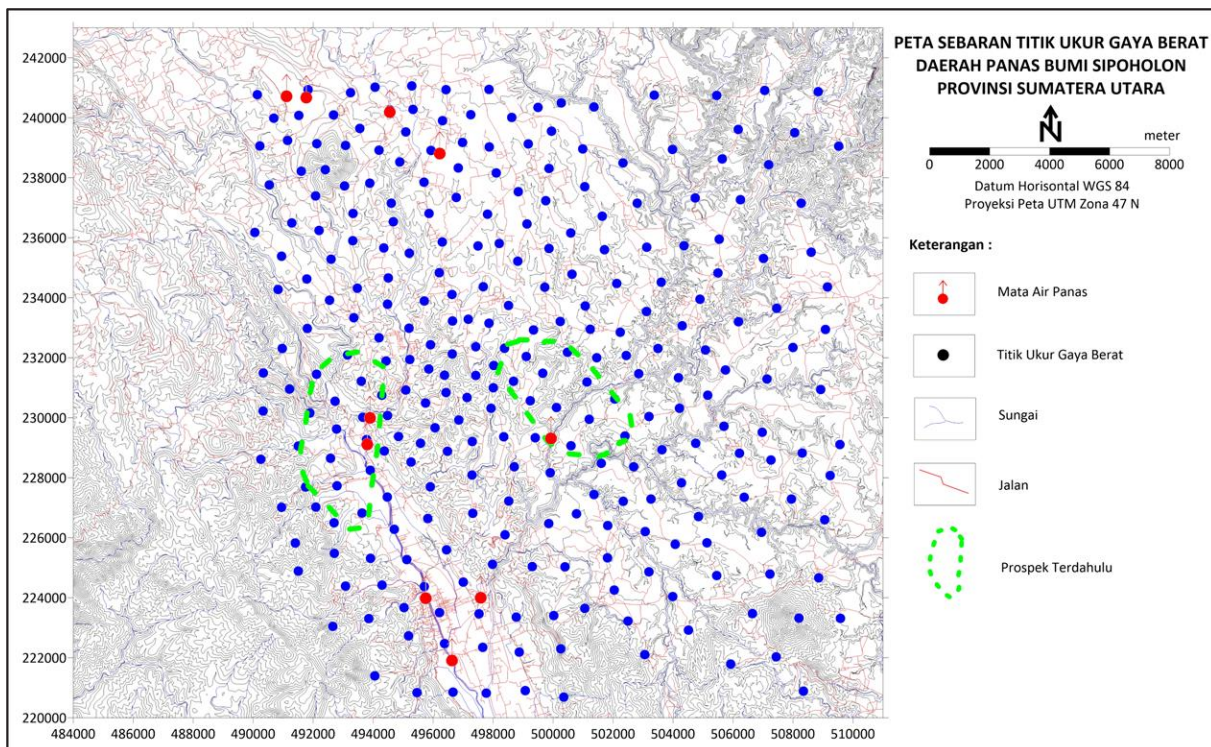 PETA SEBARAN TITIK UKUR GAYA BERAT
DAERAH PANAS BUMI SIPOHOLON
PROVINSI SUMATERA UTARA
N
meter
0 2000 4000 6000 8000
Datum Horisontal WGS 84
Proyeksi Peta UTM Zona 47 N
Keterangan :
Mata Air Panas
Titik Ukur Gaya Berat
Sungai
Jalan
Prospek Terdahulu
242000
240000
238000
236000
234000
232000
230000
228000
226000
224000
222000
220000
484000 486000 488000 490000 492000 494000 496000 498000 500000 502000 504000 506000 508000 510000